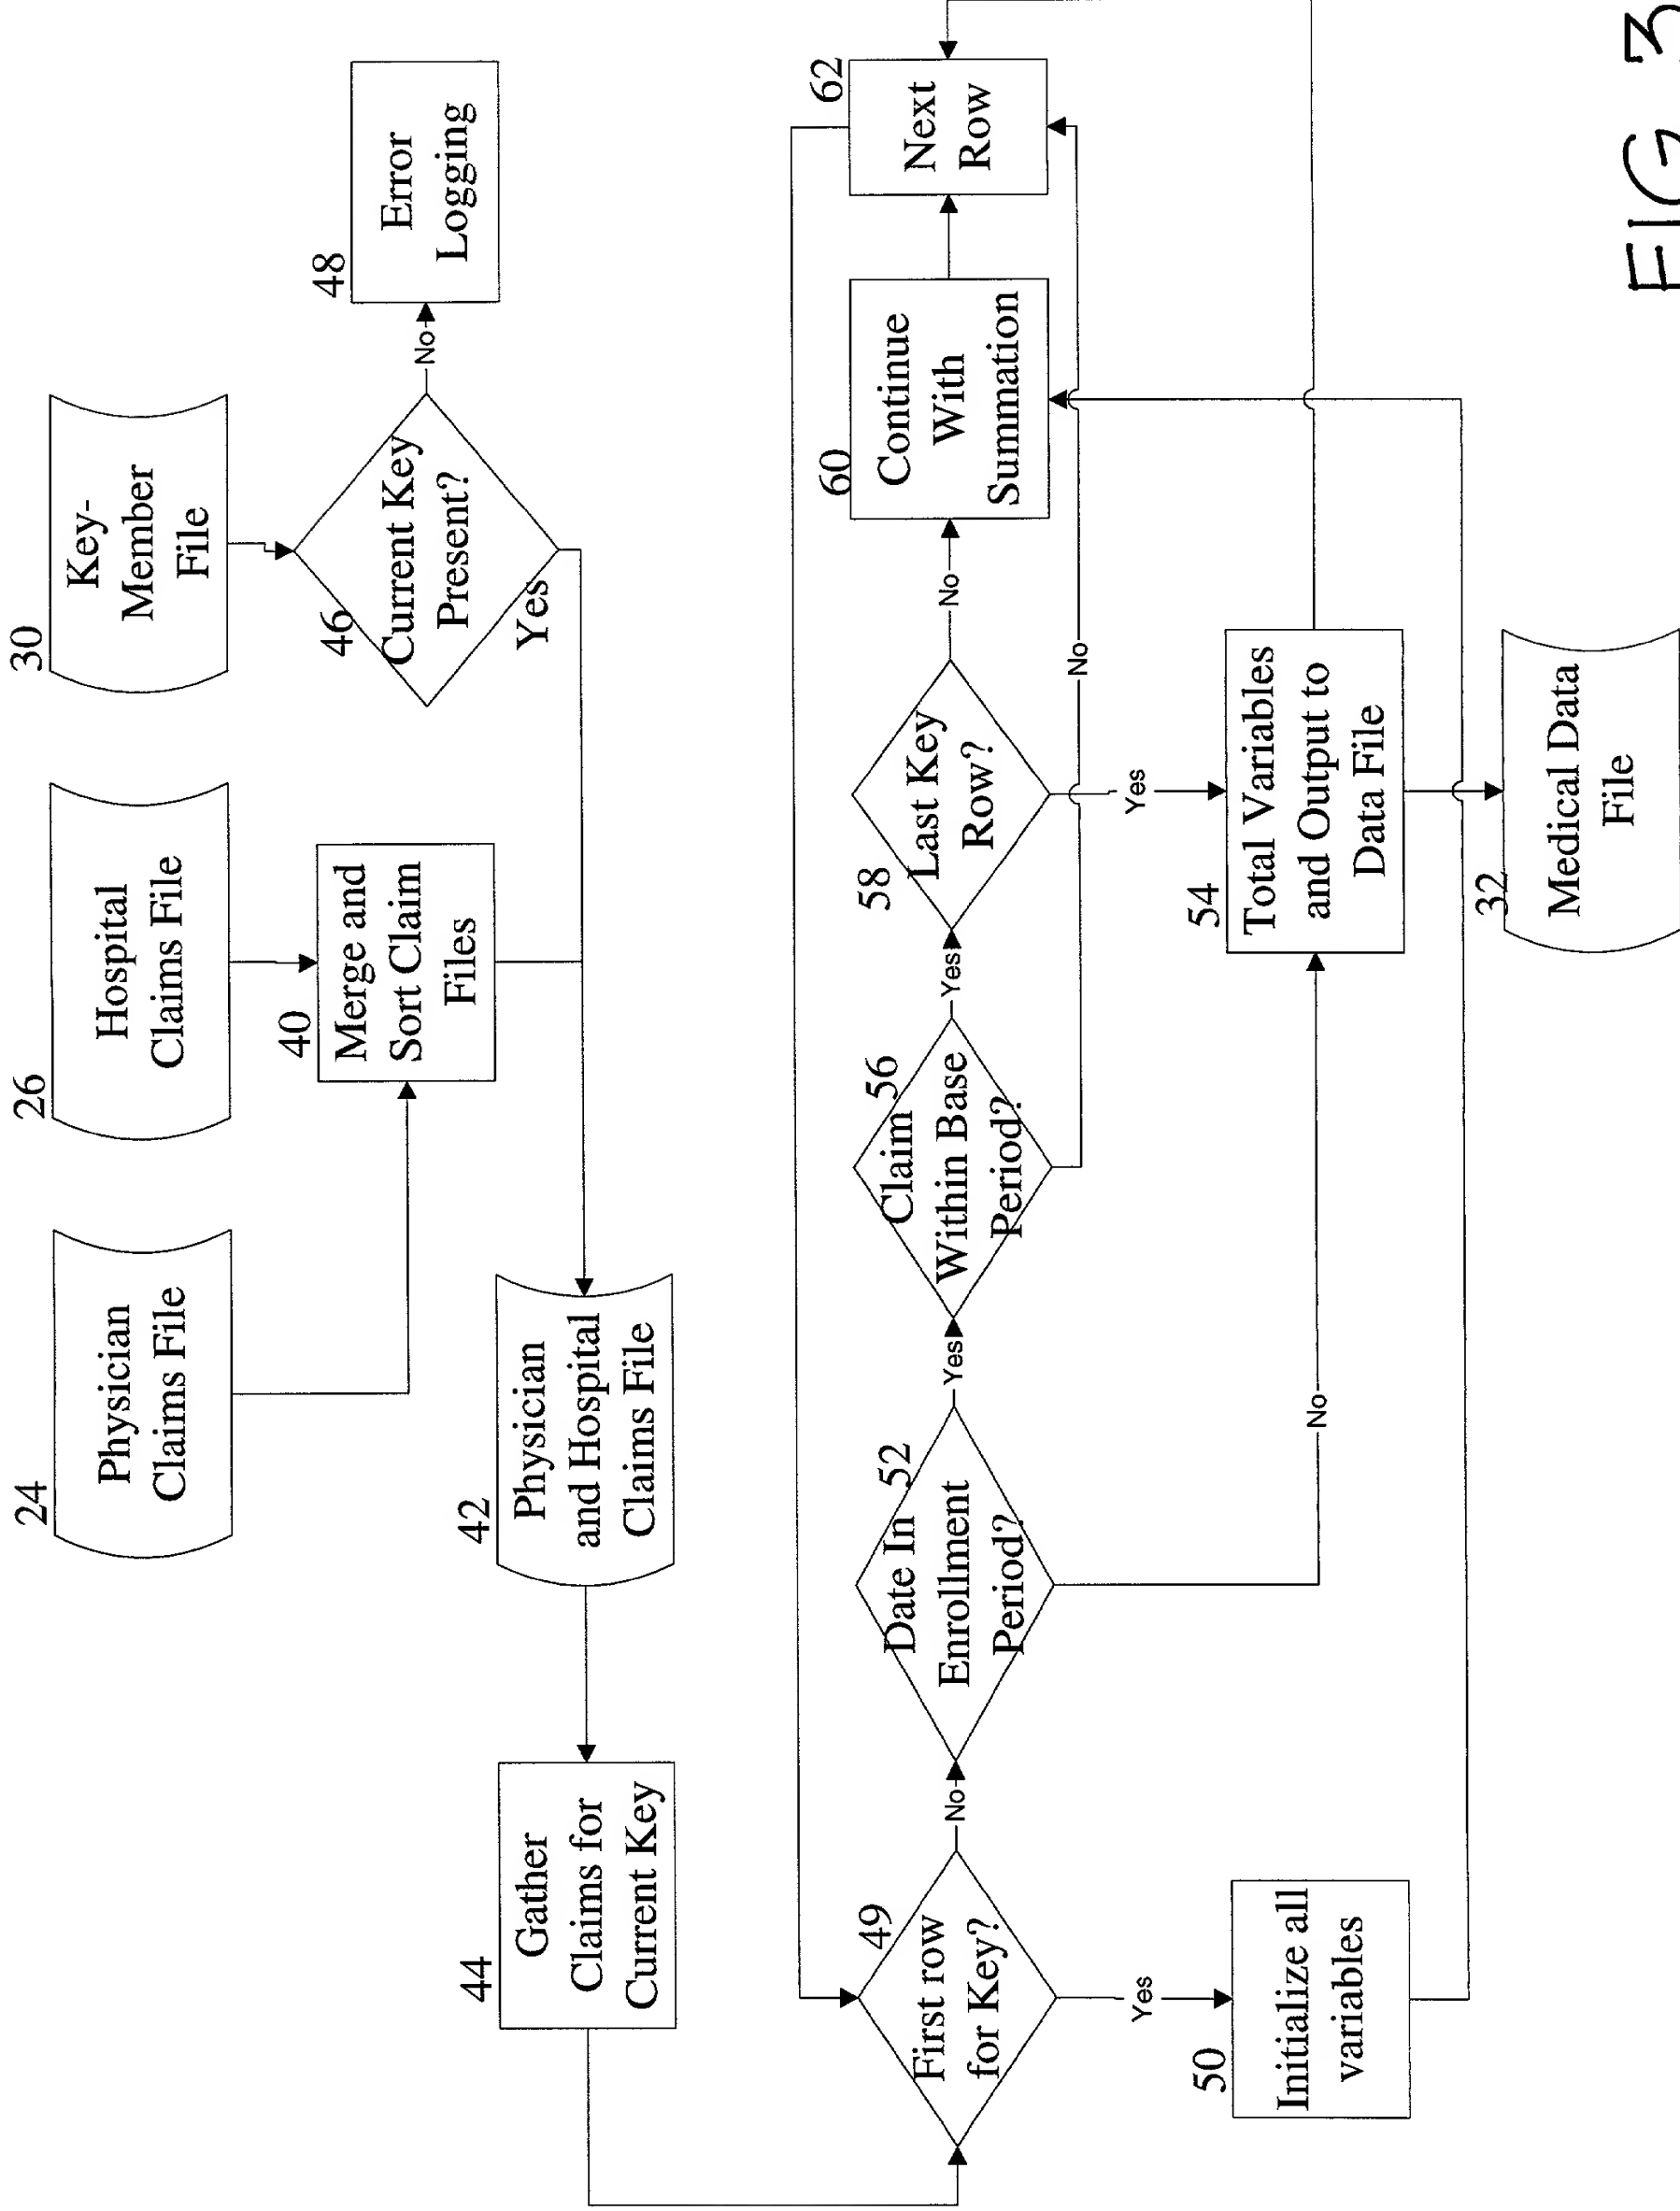 24
Physician
Claims File
26
Hospital
Claims File
30
Key-
Member
File
40
Merge and
Sort Claim
Files
46
Current Key
Present?
No
Yes
48
Error
Logging
42
Physician
and Hospital
Claims File
44
Gather
Claims for
Current Key
49
First row
for Key?
No
Yes
52
Date In
Enrollment
Period?
Yes
No
56
Claim
Within Base
Period?
Yes
No
58
Last Key
Row?
No
Yes
60
Continue
With
Summation
62
Next
Row
50
Initialize all
variables
54
Total Variables
and Output to
Data File
32
Medical Data
File
FIG 3